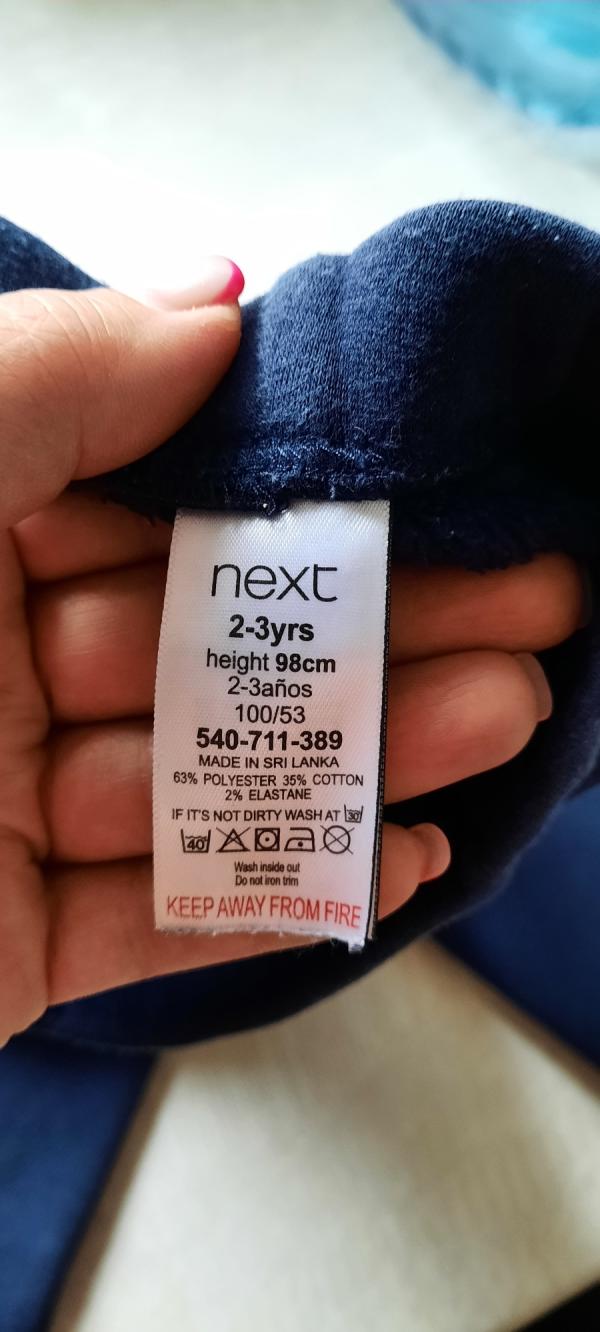 next
2-3yrs
height 98cm
2-3años
100/53
540-711-389
MADE IN SRI LANKA
63% POLYESTER 35% COTTON
2% ELASTANE
IF IT'S NOT DIRTY WASH AT 30°
40°
Wash inside out
Do not iron trim
KEEP AWAY FROM FIRE